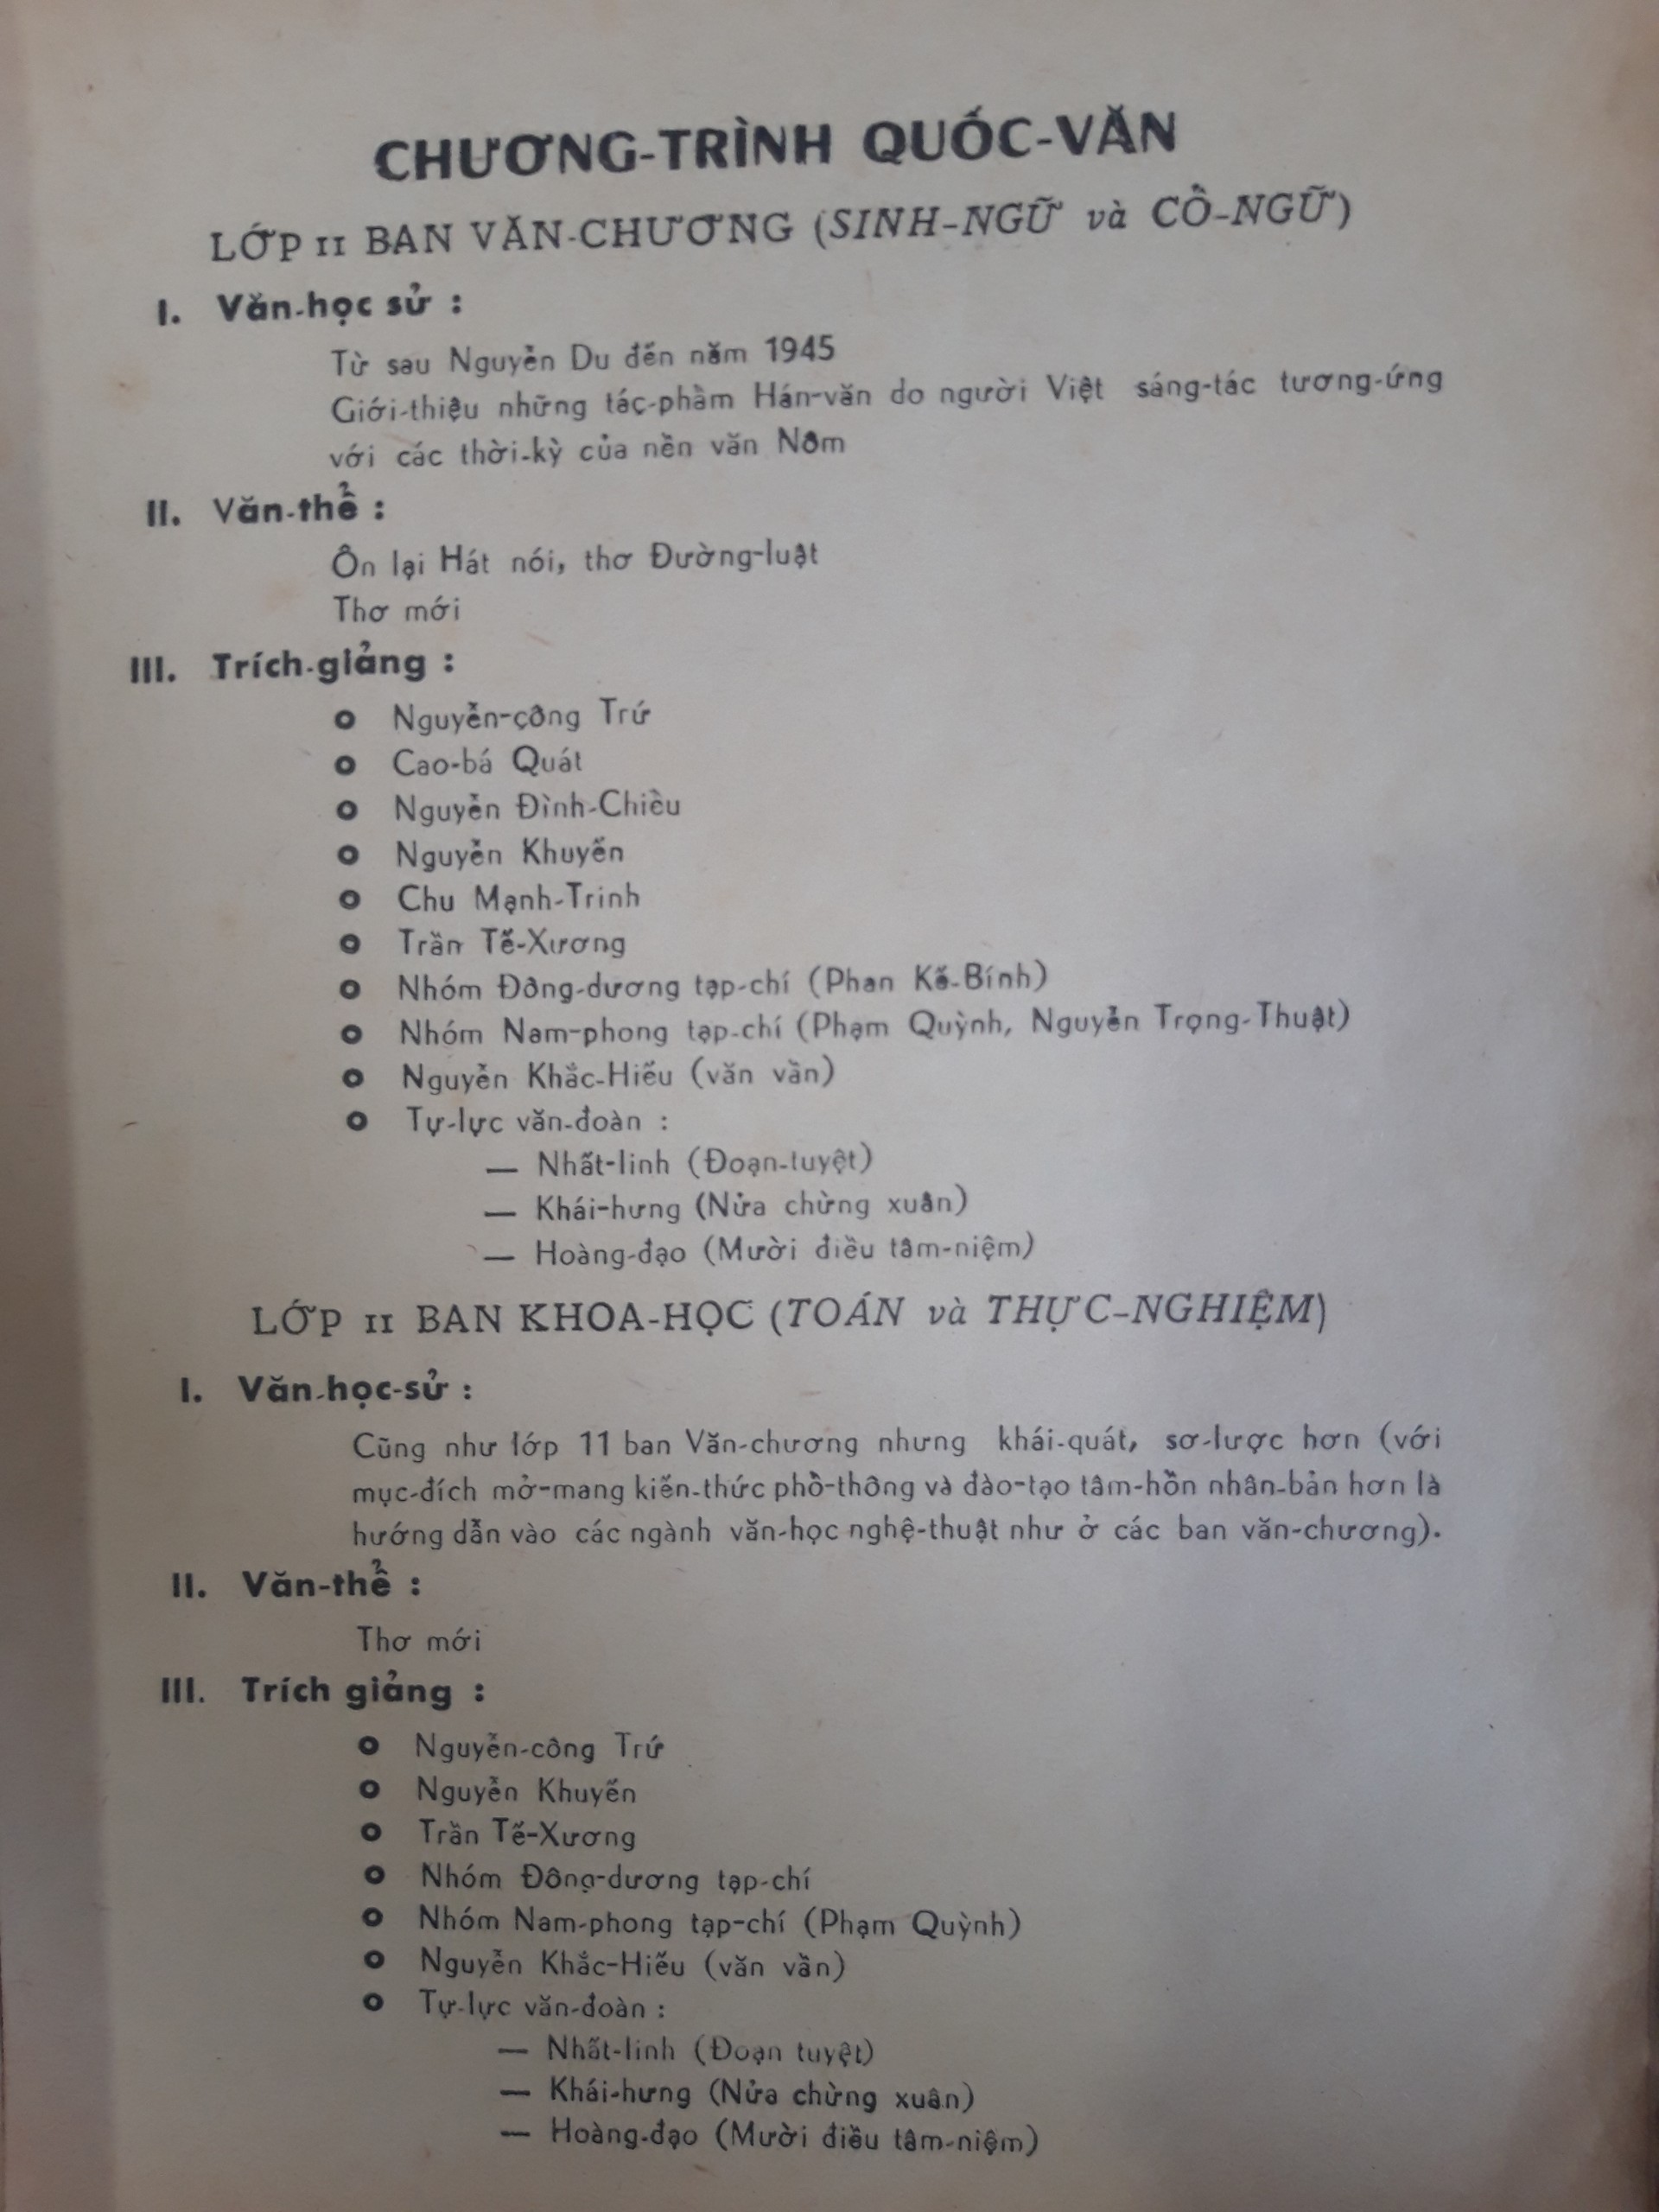 CHƯƠNG-TRÌNH QUỐC-VĂN
LỚP 11 BAN VĂN-CHƯƠNG (SINH-NGỮ và CỔ-NGỮ)
I. Văn-học sử :
Từ sau Nguyễn Du đến năm 1945
Giới-thiệu những tác-phẩm Hán-văn do người Việt sáng-tác tương-ứng
với các thời-kỳ của nền văn Nôm
II. Văn-thể :
Ôn lại Hát nói, thơ Đường-luật
Thơ mới
III. Trích-giảng :
Nguyễn-công Trứ
Cao-bá Quát
Nguyễn Đình-Chiểu
Nguyễn Khuyến
Chu Mạnh-Trinh
Trần Tế-Xương
Nhóm Đông-dương tạp-chí (Phan Kế-Bính)
Nhóm Nam-phong tạp-chí (Phạm Quỳnh, Nguyễn Trọng-Thuật)
Nguyễn Khắc-Hiếu (văn vần)
Tự-lực văn-đoàn :
— Nhất-linh (Đoạn-tuyệt)
— Khái-hưng (Nửa chừng xuân)
— Hoàng-đạo (Mười điều tâm-niệm)
LỚP 11 BAN KHOA-HỌC (TOÁN và THỰC-NGHIỆM)
I. Văn-học-sử :
Cũng như lớp 11 ban Văn-chương nhưng khái-quát, sơ-lược hơn (với
mục-đích mở-mang kiến-thức phổ-thông và đào-tạo tâm-hồn nhân-bản hơn là
hướng dẫn vào các ngành văn-học nghệ-thuật như ở các ban văn-chương).
II. Văn-thể :
Thơ mới
III. Trích giảng :
Nguyễn-công Trứ
Nguyễn Khuyến
Trần Tế-Xương
Nhóm Đông-dương tạp-chí
Nhóm Nam-phong tạp-chí (Phạm Quỳnh)
Nguyễn Khắc-Hiếu (văn vần)
Tự-lực văn-đoàn :
— Nhất-linh (Đoạn tuyệt)
— Khái-hưng (Nửa chừng xuân)
— Hoàng-đạo (Mười điều tâm-niệm)